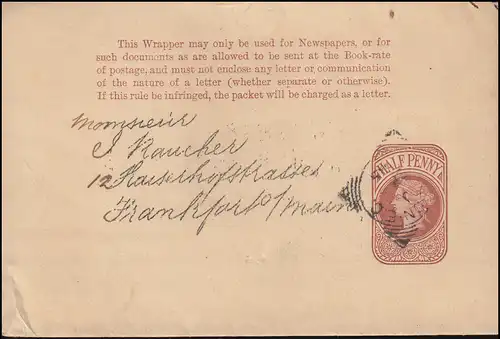 This Wrapper may only be used for Newspapers, or for
such documents as are allowed to be sent at the Book-rate
of postage, and must not enclose any letter or communication
of the nature of a letter (whether separate or otherwise).
If this rule be infringed, the packet will be charged as a letter.
Monsieur
J Raucher
12 Kaiserhofstrasse
Frankfort o/main
HALF PENNY